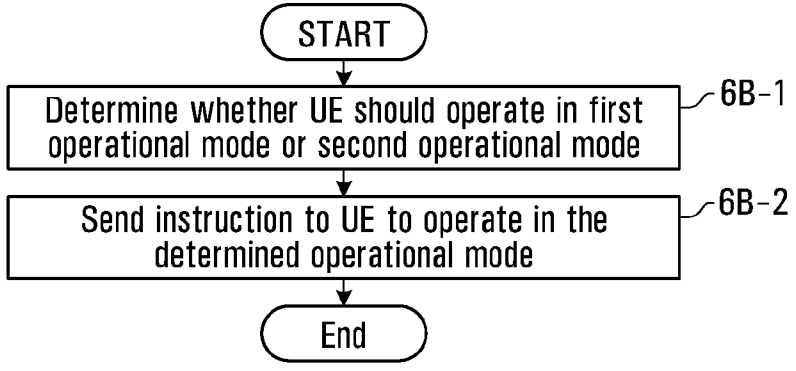 START
Determine whether UE should operate in first
operational mode or second operational mode
6B-1
Send instruction to UE to operate in the
determined operational mode
6B-2
End